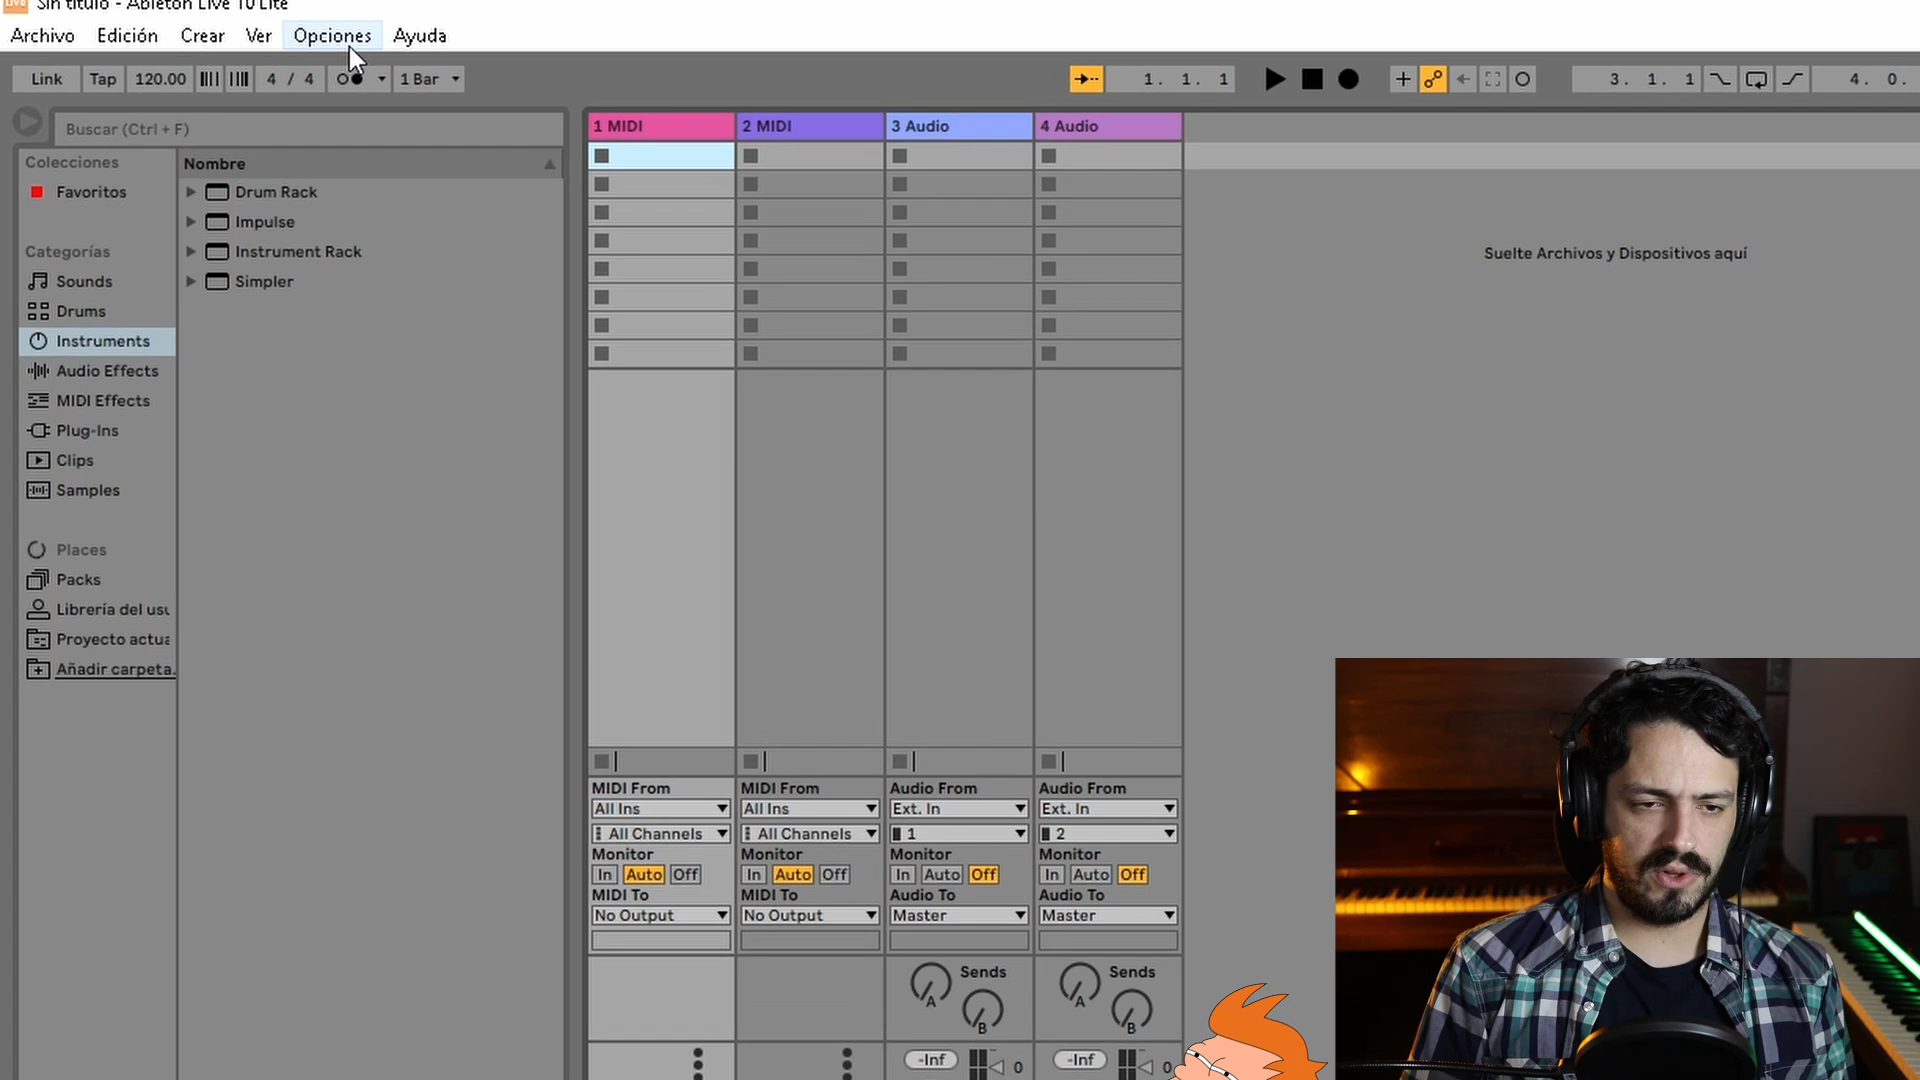 Sin título - Ableton Live 10 Lite
Archivo Edición Crear Ver Opciones Ayuda
Link Tap 120.00 4 / 4 1 Bar 1. 1. 1 3. 1. 1 4. 0.
Buscar (Ctrl + F)
1 MIDI 2 MIDI 3 Audio 4 Audio
Colecciones
Favoritos
Categorías
Sounds
Drums
Instruments
Audio Effects
MIDI Effects
Plug-Ins
Clips
Samples
Places
Packs
Librería del usu
Proyecto actua
Añadir carpeta.
Nombre
Drum Rack
Impulse
Instrument Rack
Simpler
Suelte Archivos y Dispositivos aquí
MIDI From MIDI From Audio From Audio From
All Ins All Ins Ext. In Ext. In
All Channels All Channels 1 2
Monitor Monitor Monitor Monitor
In Auto Off In Auto Off In Auto Off In Auto Off
MIDI To MIDI To Audio To Audio To
No Output No Output Master Master
Sends Sends
A A
B B
-Inf 0 -Inf 0